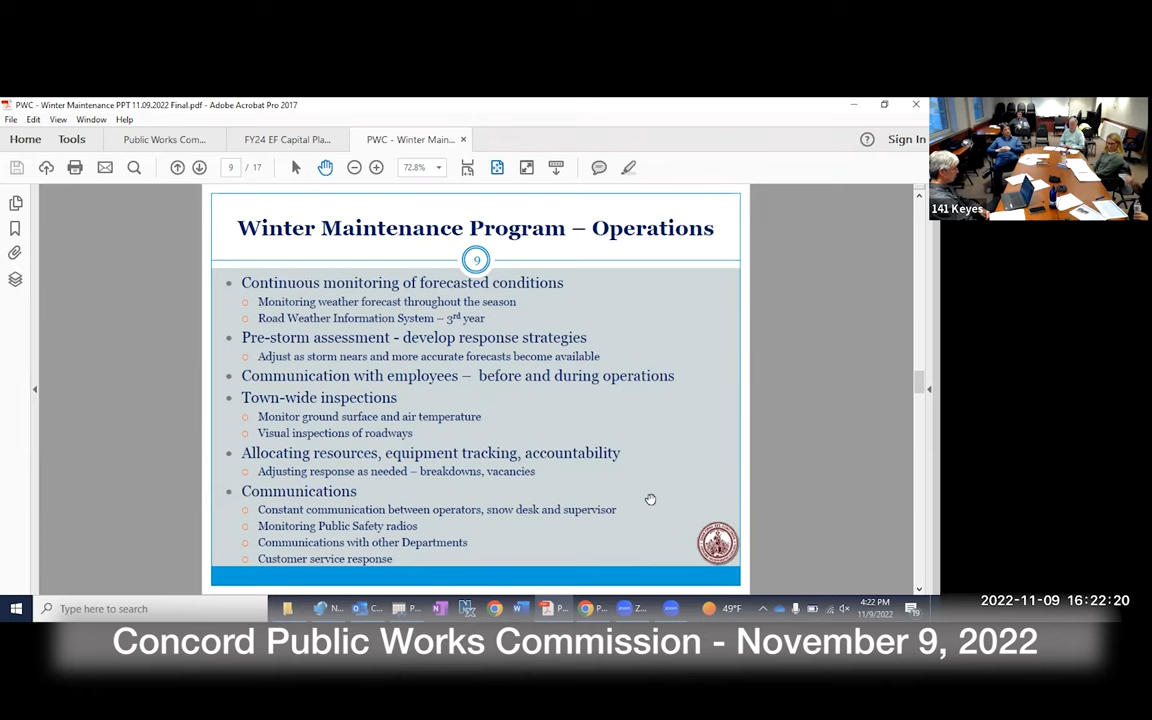 PWC - Winter Maintenance PPT 11.09.2022 Final.pdf - Adobe Acrobat Pro 2017
File Edit View Window Help
Home Tools Public Works Com... FY24 EF Capital Pla... PWC - Winter Main... × Sign In
9 / 17 72.8%
141 Keyes
Winter Maintenance Program – Operations
9
Continuous monitoring of forecasted conditions
Monitoring weather forecast throughout the season
Road Weather Information System – 3rd year
Pre-storm assessment - develop response strategies
Adjust as storm nears and more accurate forecasts become available
Communication with employees – before and during operations
Town-wide inspections
Monitor ground surface and air temperature
Visual inspections of roadways
Allocating resources, equipment tracking, accountability
Adjusting response as needed – breakdowns, vacancies
Communications
Constant communication between operators, snow desk and supervisor
Monitoring Public Safety radios
Communications with other Departments
Customer service response
Type here to search N... C... P... P... P... Z... 49°F 4:22 PM
11/9/2022
2022-11-09 16:22:20
Concord Public Works Commission - November 9, 2022